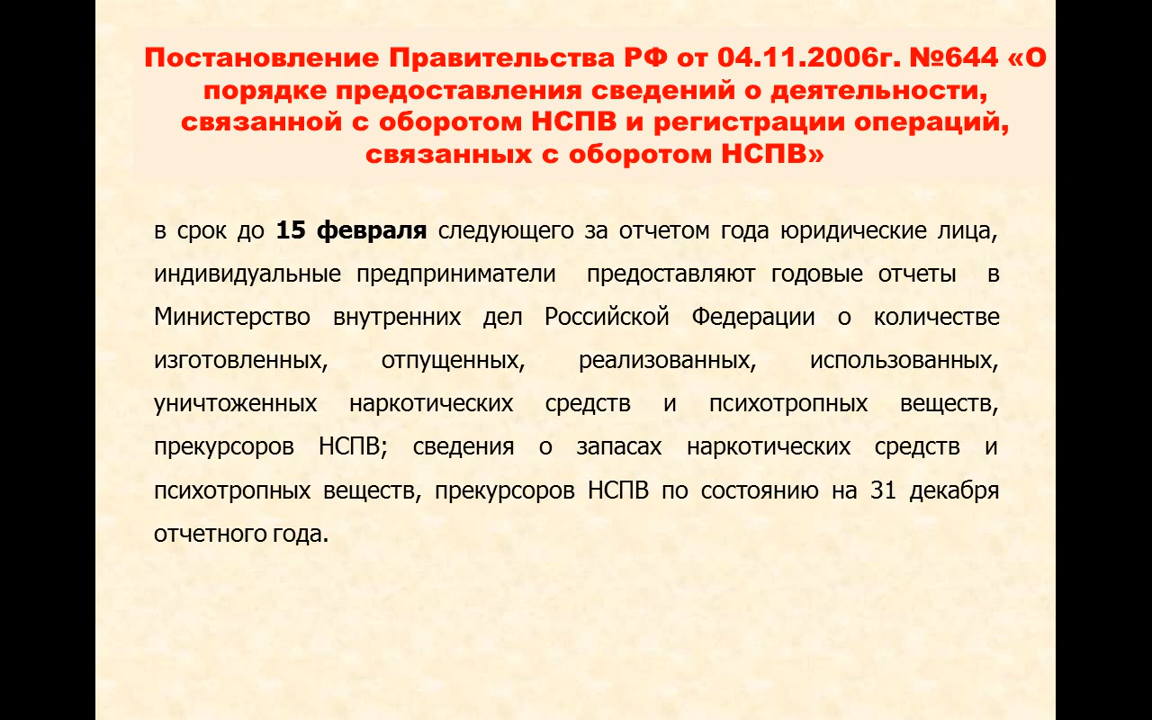 Постановление Правительства РФ от 04.11.2006г. №644 «О
порядке предоставления сведений о деятельности,
связанной с оборотом НСПВ и регистрации операций,
связанных с оборотом НСПВ»
в срок до 15 февраля следующего за отчетом года юридические лица,
индивидуальные предприниматели предоставляют годовые отчеты в
Министерство внутренних дел Российской Федерации о количестве
изготовленных, отпущенных, реализованных, использованных,
уничтоженных наркотических средств и психотропных веществ,
прекурсоров НСПВ; сведения о запасах наркотических средств и
психотропных веществ, прекурсоров НСПВ по состоянию на 31 декабря
отчетного года.